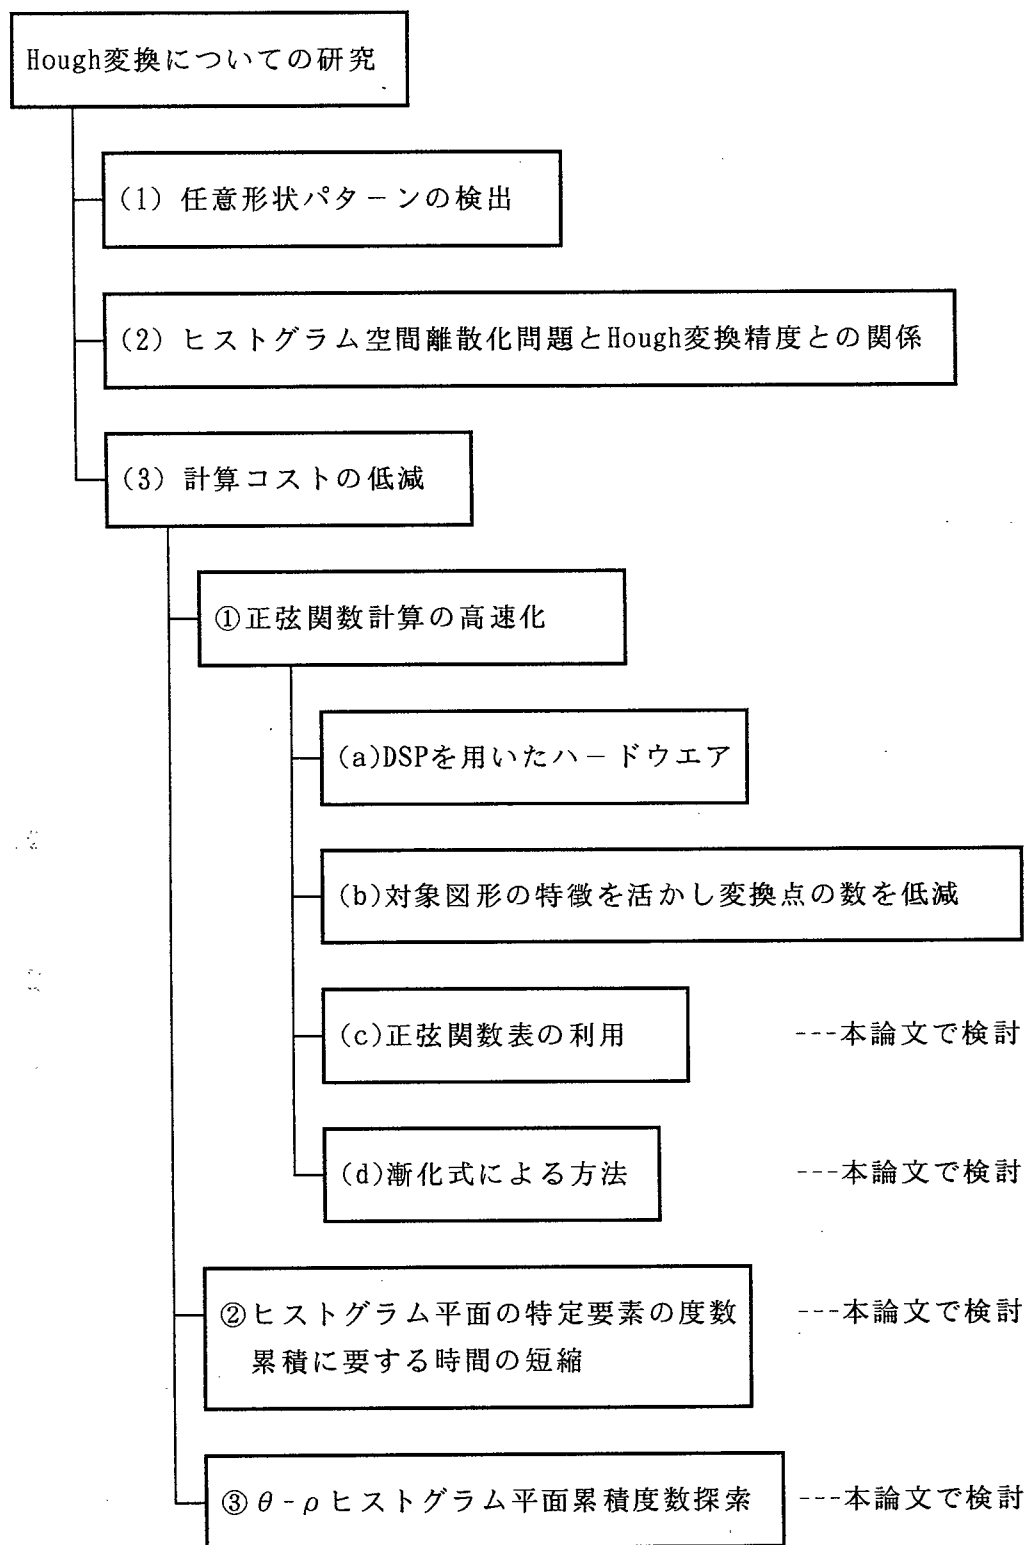 Hough変換についての研究
(1) 任意形状パターンの検出
(2) ヒストグラム空間離散化問題とHough変換精度との関係
(3) 計算コストの低減
①正弦関数計算の高速化
(a)DSPを用いたハードウエア
(b)対象図形の特徴を活かし変換点の数を低減
(c)正弦関数表の利用 ---本論文で検討
(d)漸化式による方法 ---本論文で検討
②ヒストグラム平面の特定要素の度数 ---本論文で検討
累積に要する時間の短縮
③θ-ρヒストグラム平面累積度数探索 ---本論文で検討